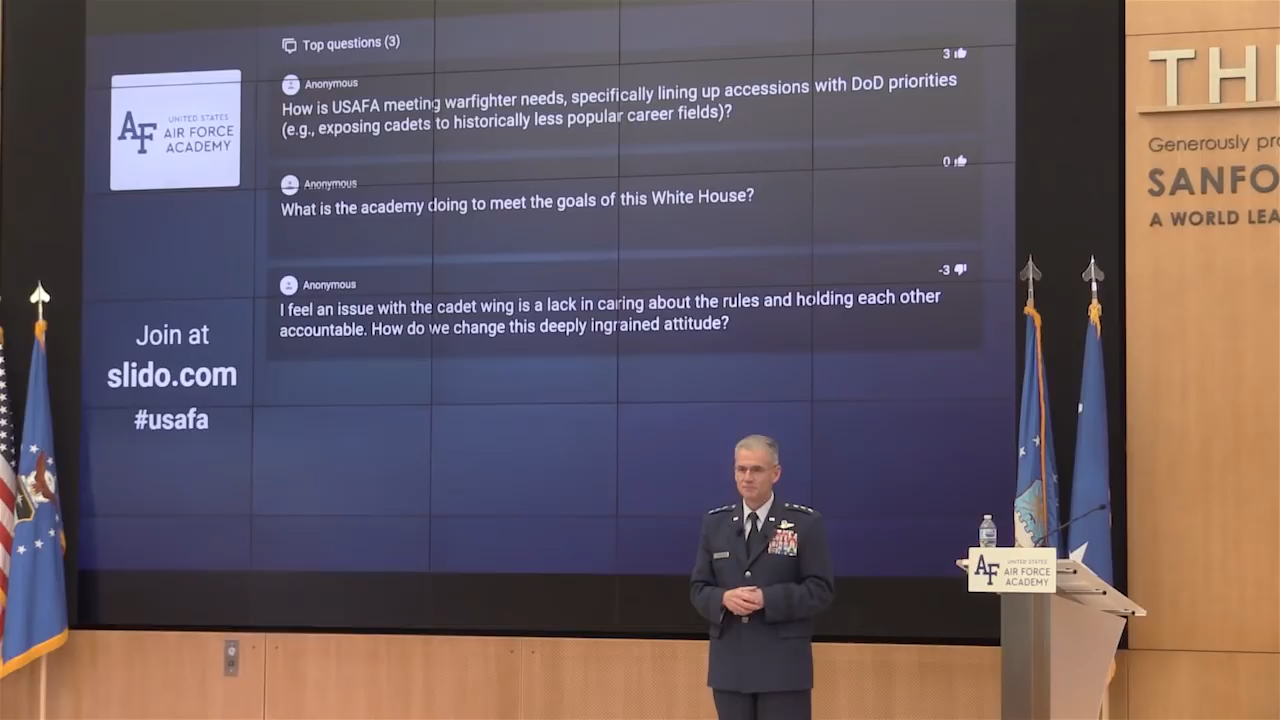 Top questions (3)
Anonymous
3
How is USAFA meeting warfighter needs, specifically lining up accessions with DoD priorities
(e.g., exposing cadets to historically less popular career fields)?
Anonymous
0
What is the academy doing to meet the goals of this White House?
Anonymous
-3
I feel an issue with the cadet wing is a lack in caring about the rules and holding each other
accountable. How do we change this deeply ingrained attitude?
AF
UNITED STATES
AIR FORCE
ACADEMY
Join at
slido.com
#usafa
TH
Generously pr
SANFO
A WORLD LEA
AF
UNITED STATES
AIR FORCE
ACADEMY